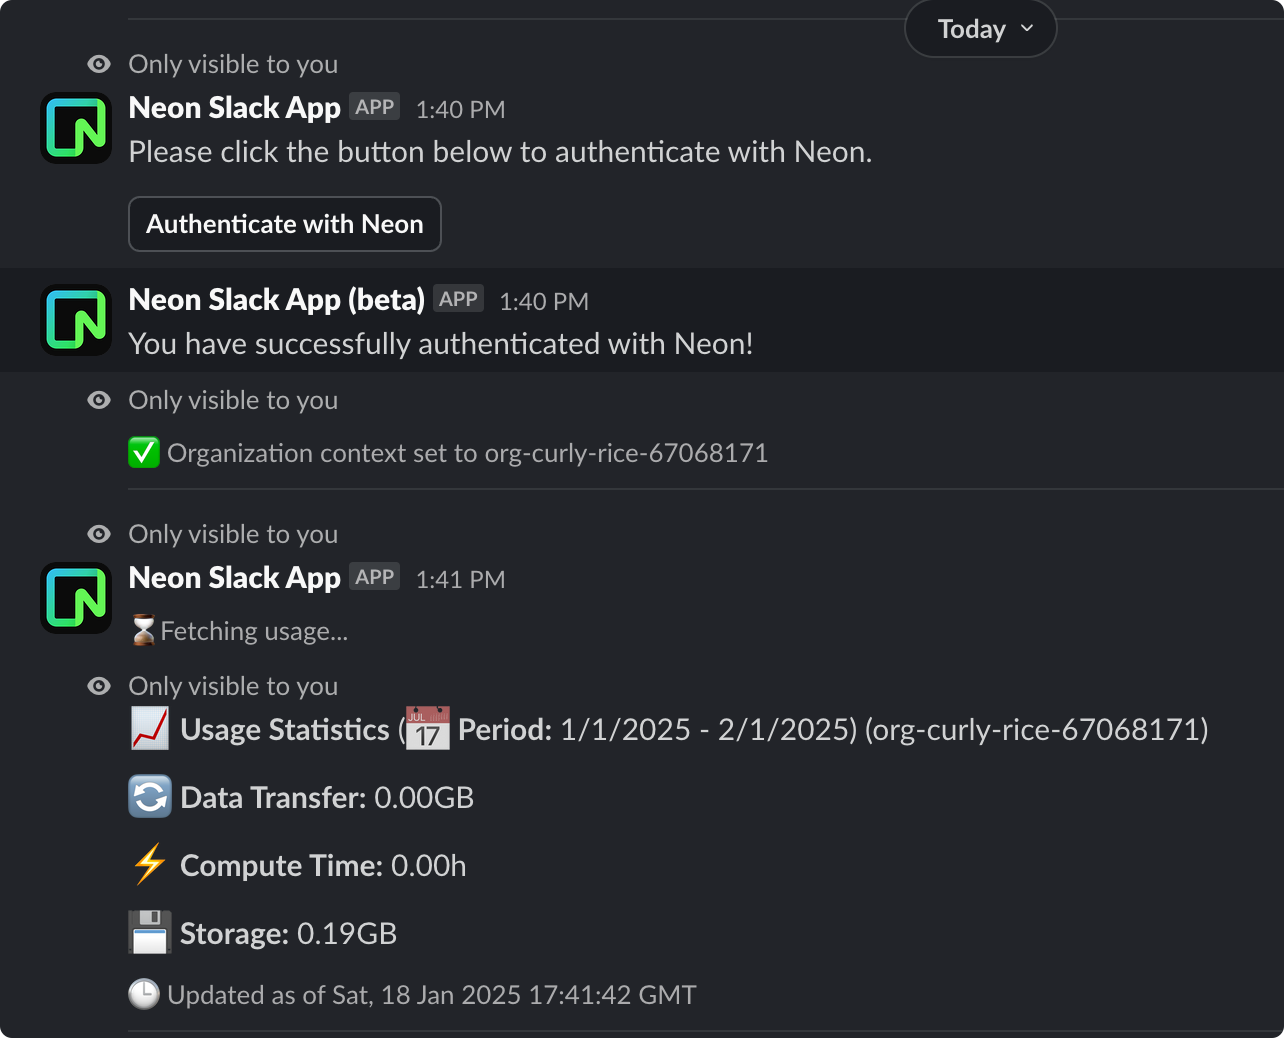 Today
Only visible to you
Neon Slack App APP 1:40 PM
Please click the button below to authenticate with Neon.
Authenticate with Neon
Neon Slack App (beta) APP 1:40 PM
You have successfully authenticated with Neon!
Only visible to you
✅ Organization context set to org-curly-rice-67068171
Only visible to you
Neon Slack App APP 1:41 PM
⏳Fetching usage...
Only visible to you
📈 Usage Statistics (📅 JUL 17 Period: 1/1/2025 - 2/1/2025) (org-curly-rice-67068171)
🔄 Data Transfer: 0.00GB
⚡ Compute Time: 0.00h
💾 Storage: 0.19GB
🕒 Updated as of Sat, 18 Jan 2025 17:41:42 GMT